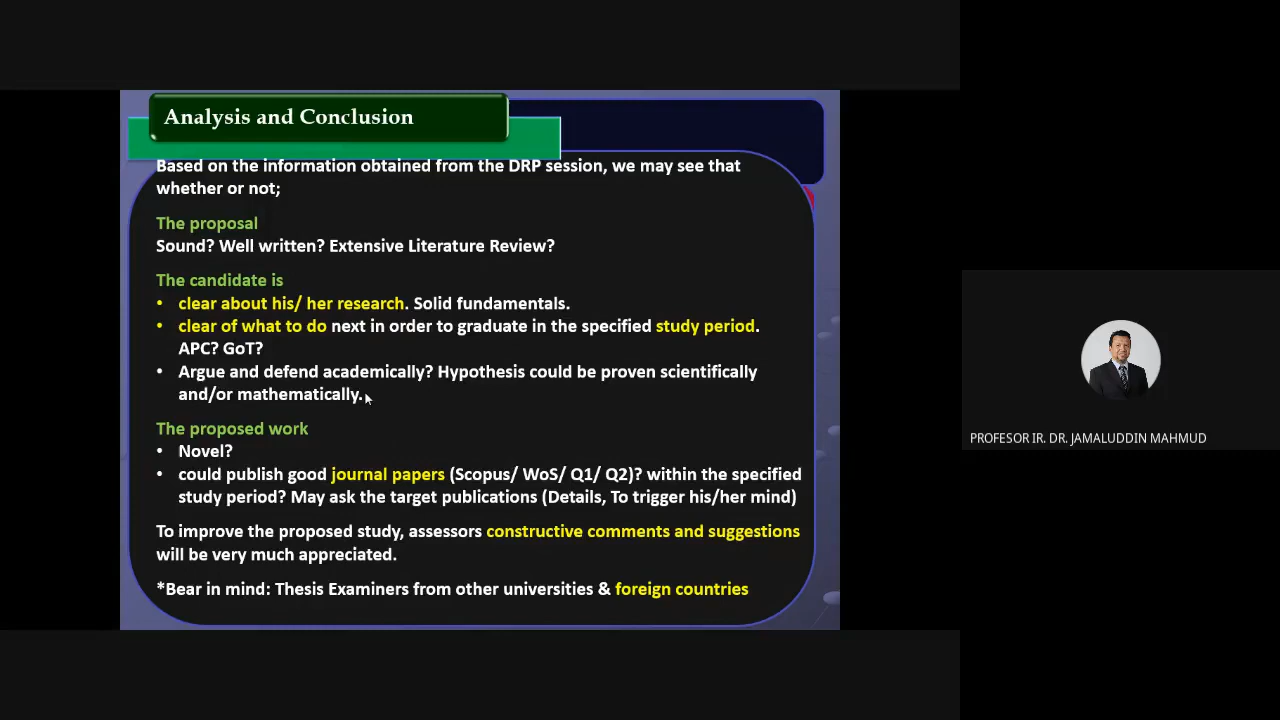 Analysis and Conclusion
Based on the information obtained from the DRP session, we may see that
whether or not;
The proposal
Sound? Well written? Extensive Literature Review?
The candidate is
• clear about his/ her research. Solid fundamentals.
• clear of what to do next in order to graduate in the specified study period.
APC? GoT?
• Argue and defend academically? Hypothesis could be proven scientifically
and/or mathematically.
The proposed work
• Novel?
• could publish good journal papers (Scopus/ WoS/ Q1/ Q2)? within the specified
study period? May ask the target publications (Details, To trigger his/her mind)
To improve the proposed study, assessors constructive comments and suggestions
will be very much appreciated.
*Bear in mind: Thesis Examiners from other universities & foreign countries
PROFESOR IR. DR. JAMALUDDIN MAHMUD